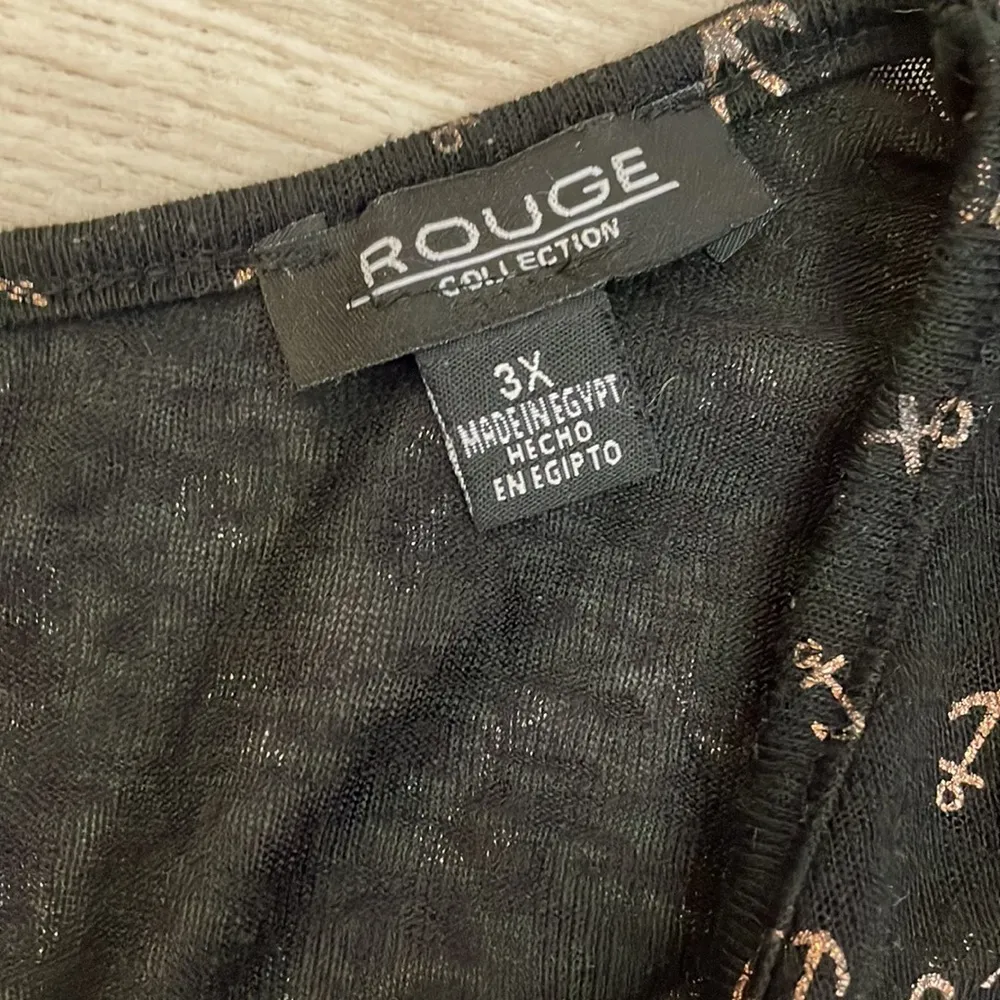 ROUGE
COLLECTION
3X
MADE IN EGYPT
HECHO
EN EGIPTO